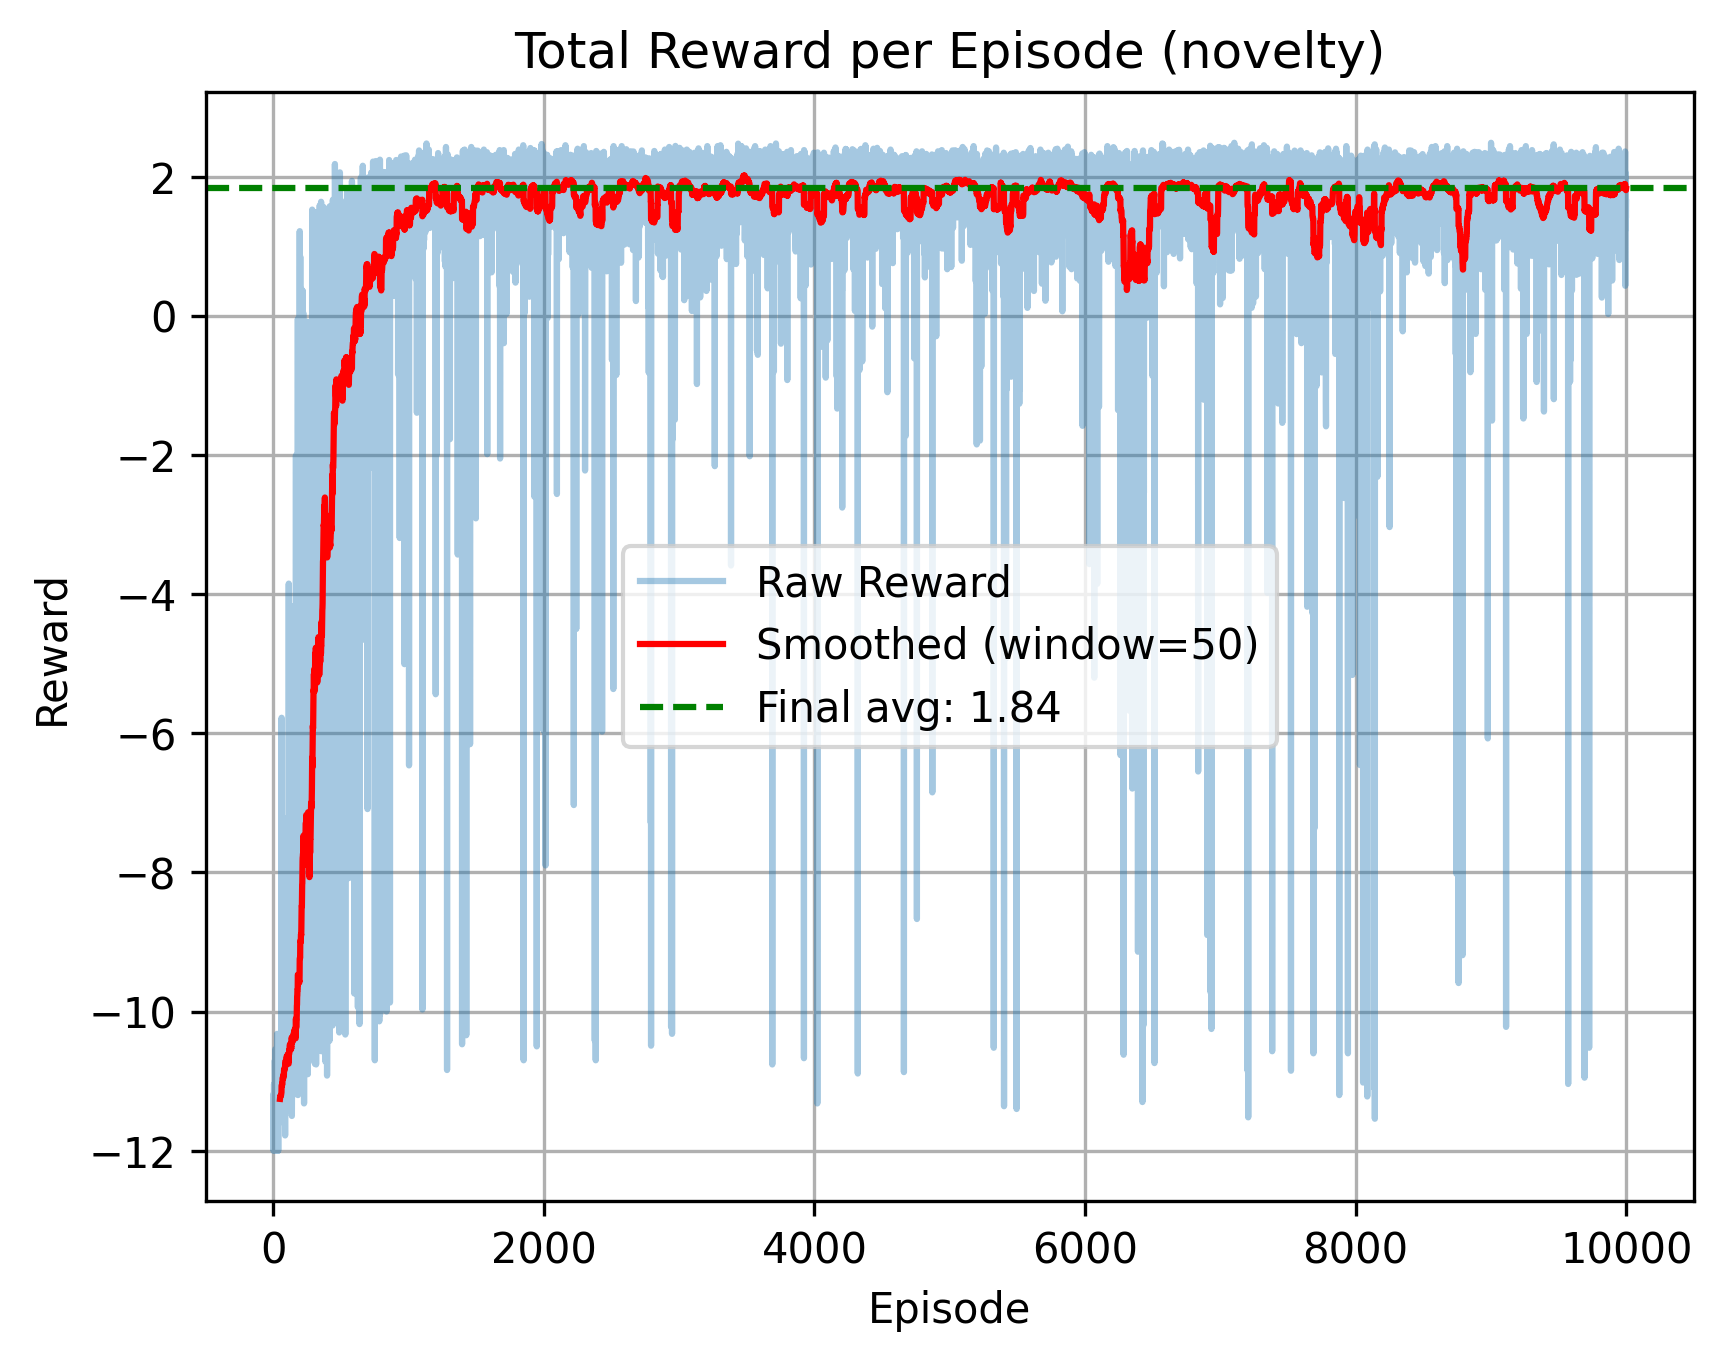 Total Reward per Episode (novelty)
2
0
−2
−4
−6
−8
−10
−12
Reward
Raw Reward
Smoothed (window=50)
Final avg: 1.84
0 2000 4000 6000 8000 10000
Episode